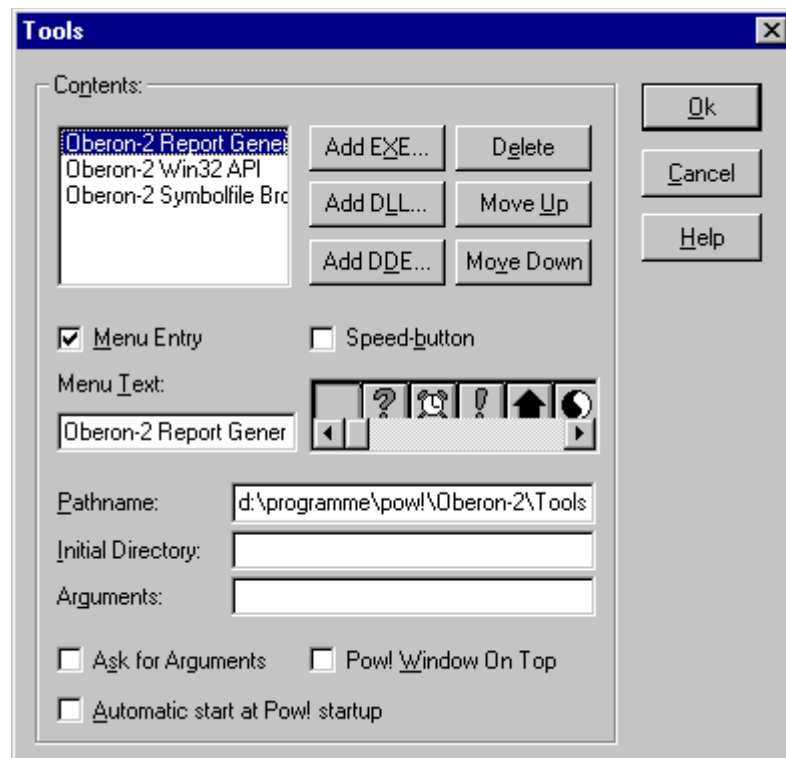 Tools
Contents:
Oberon-2 Report Gener
Oberon-2 Win32 API
Oberon-2 Symbolfile Bro
Add EXE...
Delete
Add DLL...
Move Up
Add DDE...
Move Down
Ok
Cancel
Help
Menu Entry
Speed-button
Menu Text:
Oberon-2 Report Gener
Pathname:
d:\programme\pow!\Oberon-2\Tools
Initial Directory:
Arguments:
Ask for Arguments
Pow! Window On Top
Automatic start at Pow! startup